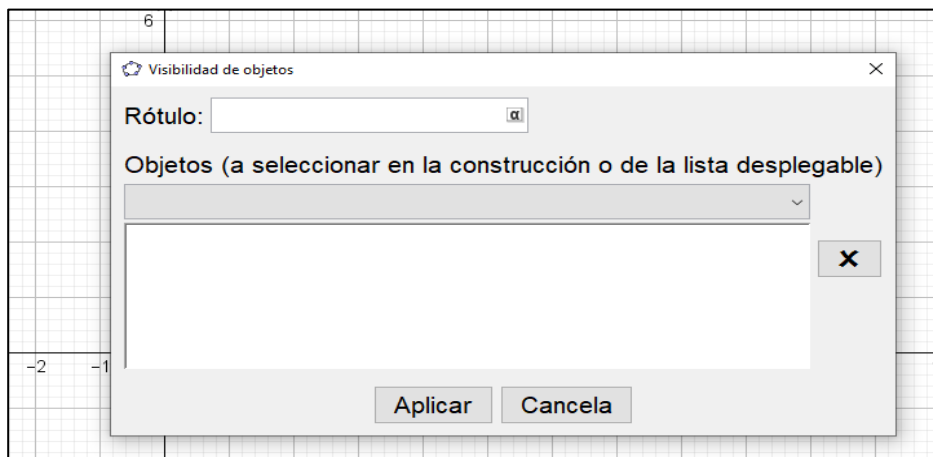 6
Visibilidad de objetos
Rótulo:
α
Objetos (a seleccionar en la construcción o de la lista desplegable)
-2
-1
Aplicar
Cancela